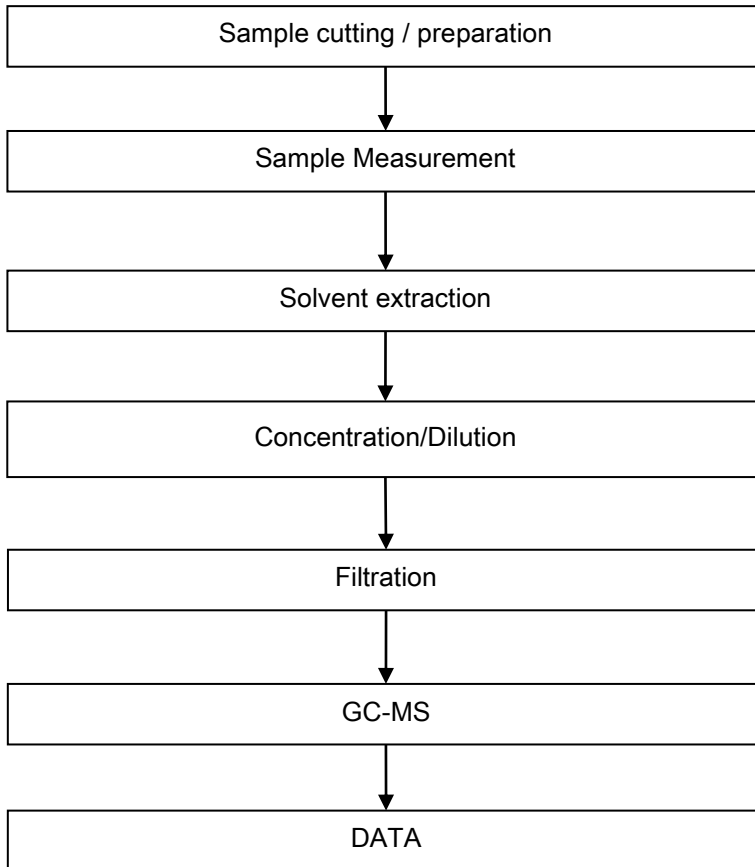 Sample cutting / preparation
Sample Measurement
Solvent extraction
Concentration/Dilution
Filtration
GC-MS
DATA